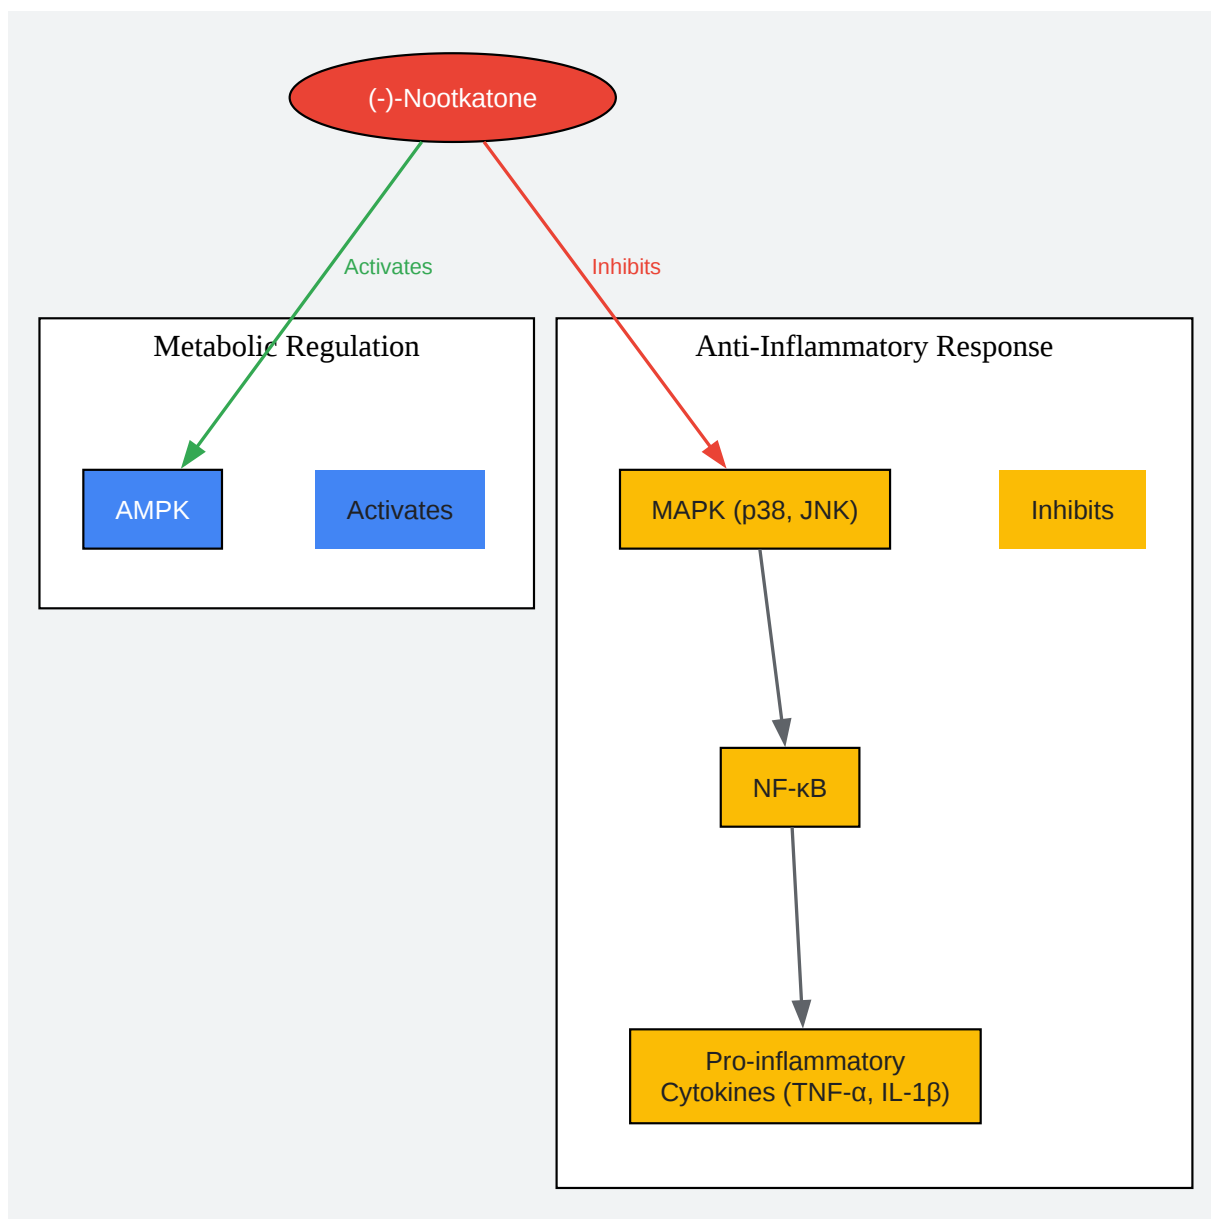 (-)-Nootkatone
Activates
Inhibits
Metabolic Regulation
Anti-Inflammatory Response
AMPK
Activates
MAPK (p38, JNK)
Inhibits
NF-κB
Pro-inflammatory
Cytokines (TNF-α, IL-1β)